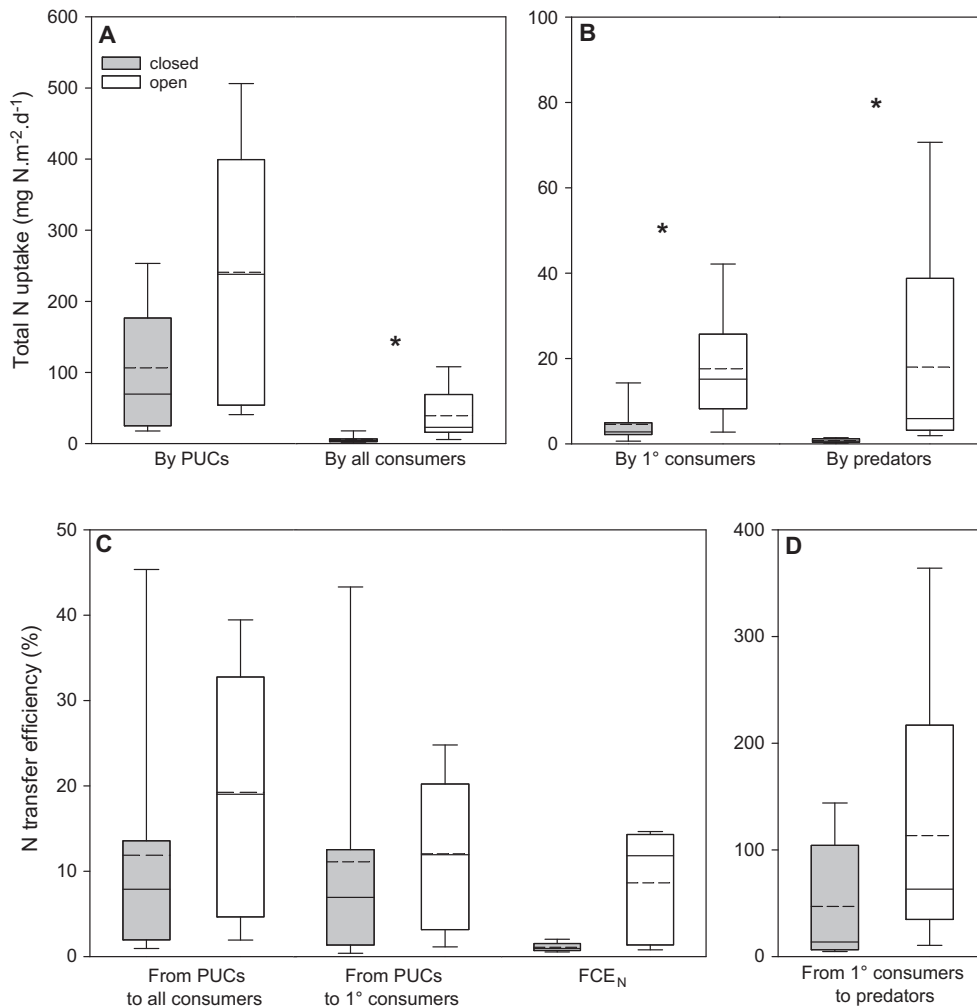 A
B
closed
open
Total N uptake (mg N.m-2.d-1)
600
500
400
300
200
100
0
*
By PUCs
By all consumers
100
80
60
40
20
0
*
*
By 1° consumers
By predators
C
D
N transfer efficiency (%)
50
40
30
20
10
0
From PUCs
to all consumers
From PUCs
to 1° consumers
FCEN
400
300
200
100
0
From 1° consumers
to predators